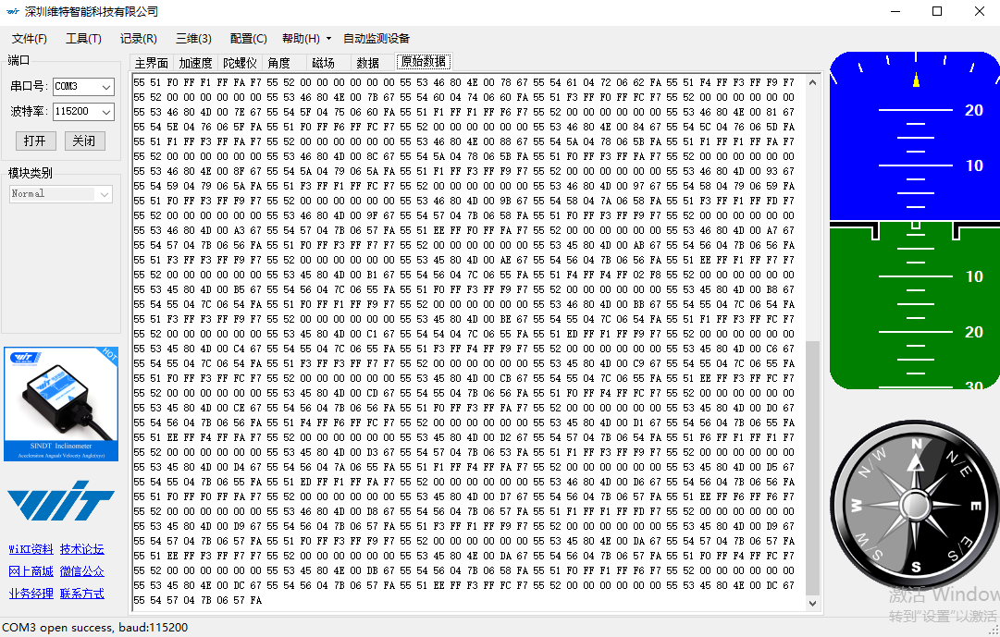 深圳维特智能科技有限公司
文件(F) 工具(T) 记录(R) 三维(3) 配置(C) 帮助(H) 自动监测设备
端口
串口号: COM3
波特率: 115200
打开 关闭
模块类别
Normal
HOT
SINDT Inclinometer
Acceleration Angualr Velocity Angle(xyz)
WiT
WiKI资料 技术论坛
网上商城 微信公众
业务经理 联系方式
主界面 加速度 陀螺仪 角度 磁场 数据 原始数据
55 51 F0 FF F1 FF FA F7 55 52 00 00 00 00 00 00 55 53 46 80 4E 00 78 67 55 54 61 04 72 06 62 FA 55 51 F4 FF F3 FF F9 F7
55 52 00 00 00 00 00 00 55 53 46 80 4E 00 7B 67 55 54 60 04 74 06 60 FA 55 51 F3 FF F0 FF FC F7 55 52 00 00 00 00 00 00
55 53 46 80 4D 00 7E 67 55 54 5F 04 75 06 60 FA 55 51 F1 FF F1 FF F6 F7 55 52 00 00 00 00 00 00 55 53 46 80 4E 00 81 67
55 54 5E 04 76 06 5F FA 55 51 F0 FF F6 FF FC F7 55 52 00 00 00 00 00 00 55 53 46 80 4E 00 84 67 55 54 5C 04 76 06 5D FA
55 51 F1 FF F3 FF FA F7 55 52 00 00 00 00 00 00 55 53 46 80 4E 00 88 67 55 54 5A 04 78 06 5B FA 55 51 F1 FF F1 FF FA F7
55 52 00 00 00 00 00 00 55 53 46 80 4D 00 8C 67 55 54 5A 04 78 06 5B FA 55 51 F0 FF F3 FF FA F7 55 52 00 00 00 00 00 00
55 53 46 80 4E 00 8F 67 55 54 5A 04 79 06 5A FA 55 51 F1 FF F3 FF F9 F7 55 52 00 00 00 00 00 00 55 53 46 80 4D 00 93 67
55 54 59 04 79 06 5A FA 55 51 F3 FF F1 FF FC F7 55 52 00 00 00 00 00 00 55 53 46 80 4D 00 97 67 55 54 58 04 79 06 59 FA
55 51 F0 FF F3 FF F9 F7 55 52 00 00 00 00 00 00 55 53 46 80 4D 00 9B 67 55 54 58 04 7A 06 58 FA 55 51 F3 FF F1 FF FD F7
55 52 00 00 00 00 00 00 55 53 46 80 4D 00 9F 67 55 54 57 04 7B 06 58 FA 55 51 F0 FF F3 FF F9 F7 55 52 00 00 00 00 00 00
55 53 46 80 4D 00 A3 67 55 54 57 04 7B 06 57 FA 55 51 EE FF F0 FF FA F7 55 52 00 00 00 00 00 00 55 53 46 80 4D 00 A7 67
55 54 57 04 7B 06 56 FA 55 51 F0 FF F3 FF F7 F7 55 52 00 00 00 00 00 00 55 53 45 80 4D 00 AB 67 55 54 56 04 7B 06 56 FA
55 51 F3 FF F3 FF F9 F7 55 52 00 00 00 00 00 00 55 53 45 80 4D 00 AE 67 55 54 56 04 7B 06 56 FA 55 51 EE FF F1 FF F7 F7
55 52 00 00 00 00 00 00 55 53 45 80 4D 00 B1 67 55 54 56 04 7C 06 55 FA 55 51 F4 FF F4 FF 02 F8 55 52 00 00 00 00 00 00
55 53 45 80 4D 00 B5 67 55 54 56 04 7C 06 55 FA 55 51 F0 FF F3 FF F9 F7 55 52 00 00 00 00 00 00 55 53 45 80 4D 00 B8 67
55 54 55 04 7C 06 54 FA 55 51 F0 FF F1 FF F9 F7 55 52 00 00 00 00 00 00 55 53 46 80 4D 00 BB 67 55 54 55 04 7C 06 54 FA
55 51 F3 FF F3 FF F9 F7 55 52 00 00 00 00 00 00 55 53 45 80 4D 00 BE 67 55 54 55 04 7C 06 54 FA 55 51 F1 FF F3 FF FC F7
55 52 00 00 00 00 00 00 55 53 45 80 4D 00 C1 67 55 54 54 04 7C 06 55 FA 55 51 ED FF F1 FF F9 F7 55 52 00 00 00 00 00 00
55 53 45 80 4D 00 C4 67 55 54 55 04 7C 06 55 FA 55 51 F3 FF F4 FF F9 F7 55 52 00 00 00 00 00 00 55 53 45 80 4D 00 C6 67
55 54 55 04 7C 06 54 FA 55 51 F3 FF F3 FF F7 F7 55 52 00 00 00 00 00 00 55 53 45 80 4D 00 C9 67 55 54 55 04 7C 06 55 FA
55 51 F0 FF F3 FF FC F7 55 52 00 00 00 00 00 00 55 53 45 80 4D 00 CB 67 55 54 55 04 7C 06 55 FA 55 51 EE FF F3 FF FC F7
55 52 00 00 00 00 00 00 55 53 45 80 4D 00 CD 67 55 54 55 04 7B 06 56 FA 55 51 F0 FF F4 FF FC F7 55 52 00 00 00 00 00 00
55 53 45 80 4D 00 CE 67 55 54 56 04 7B 06 56 FA 55 51 F0 FF F3 FF FA F7 55 52 00 00 00 00 00 00 55 53 45 80 4D 00 D0 67
55 54 56 04 7B 06 56 FA 55 51 F4 FF F6 FF FC F7 55 52 00 00 00 00 00 00 55 53 45 80 4D 00 D1 67 55 54 56 04 7B 06 55 FA
55 51 EE FF F4 FF FA F7 55 52 00 00 00 00 00 00 55 53 45 80 4D 00 D2 67 55 54 57 04 7B 06 54 FA 55 51 F6 FF F1 FF F1 F7
55 52 00 00 00 00 00 00 55 53 45 80 4D 00 D3 67 55 54 57 04 7B 06 53 FA 55 51 F1 FF F3 FF F9 F7 55 52 00 00 00 00 00 00
55 53 45 80 4D 00 D4 67 55 54 56 04 7A 06 55 FA 55 51 F1 FF F4 FF FA F7 55 52 00 00 00 00 00 00 55 53 45 80 4D 00 D5 67
55 54 55 04 7B 06 55 FA 55 51 ED FF F1 FF FA F7 55 52 00 00 00 00 00 00 55 53 45 80 4D 00 D6 67 55 54 56 04 7B 06 56 FA
55 51 F0 FF F0 FF FA F7 55 52 00 00 00 00 00 00 55 53 45 80 4D 00 D7 67 55 54 56 04 7B 06 57 FA 55 51 EE FF F6 FF F6 F7
55 52 00 00 00 00 00 00 55 53 46 80 4D 00 D8 67 55 54 56 04 7B 06 57 FA 55 51 F1 FF F1 FF FD F7 55 52 00 00 00 00 00 00
55 53 45 80 4D 00 D9 67 55 54 56 04 7B 06 57 FA 55 51 F3 FF F1 FF F9 F7 55 52 00 00 00 00 00 00 55 53 45 80 4D 00 D9 67
55 54 57 04 7B 06 57 FA 55 51 F0 FF F3 FF F9 F7 55 52 00 00 00 00 00 00 55 53 45 80 4E 00 DA 67 55 54 57 04 7B 06 57 FA
55 51 EE FF F3 FF F7 F7 55 52 00 00 00 00 00 00 55 53 45 80 4E 00 DA 67 55 54 56 04 7B 06 57 FA 55 51 F0 FF F4 FF FC F7
55 52 00 00 00 00 00 00 55 53 45 80 4E 00 DB 67 55 54 56 04 7B 06 58 FA 55 51 F0 FF F1 FF F6 F7 55 52 00 00 00 00 00 00
55 53 45 80 4E 00 DC 67 55 54 56 04 7B 06 57 FA 55 51 EE FF F3 FF FC F7 55 52 00 00 00 00 00 00 55 53 45 80 4E 00 DC 67
55 54 57 04 7B 06 57 FA
20
10
10
20
30
N
N/W N/E
W E
W/S S/E
S
激活 Window
转到"设置"以激活
COM3 open success, baud:115200